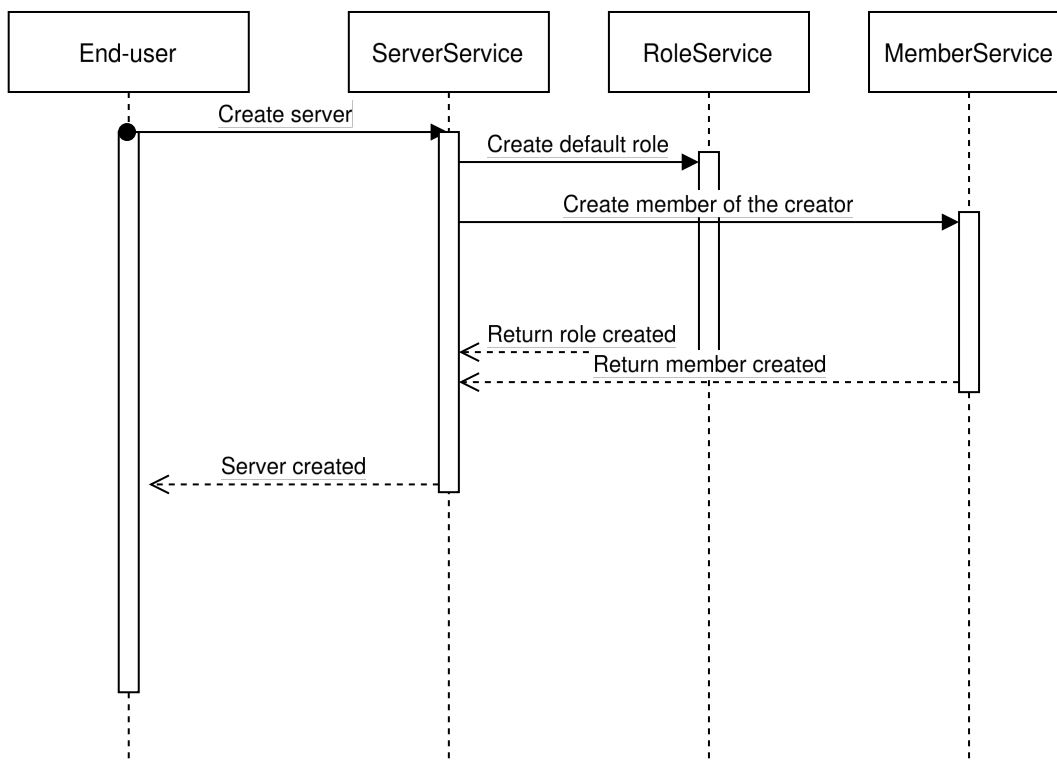 End-user
ServerService
RoleService
MemberService
Create server
Create default role
Create member of the creator
Return role created
Return member created
Server created